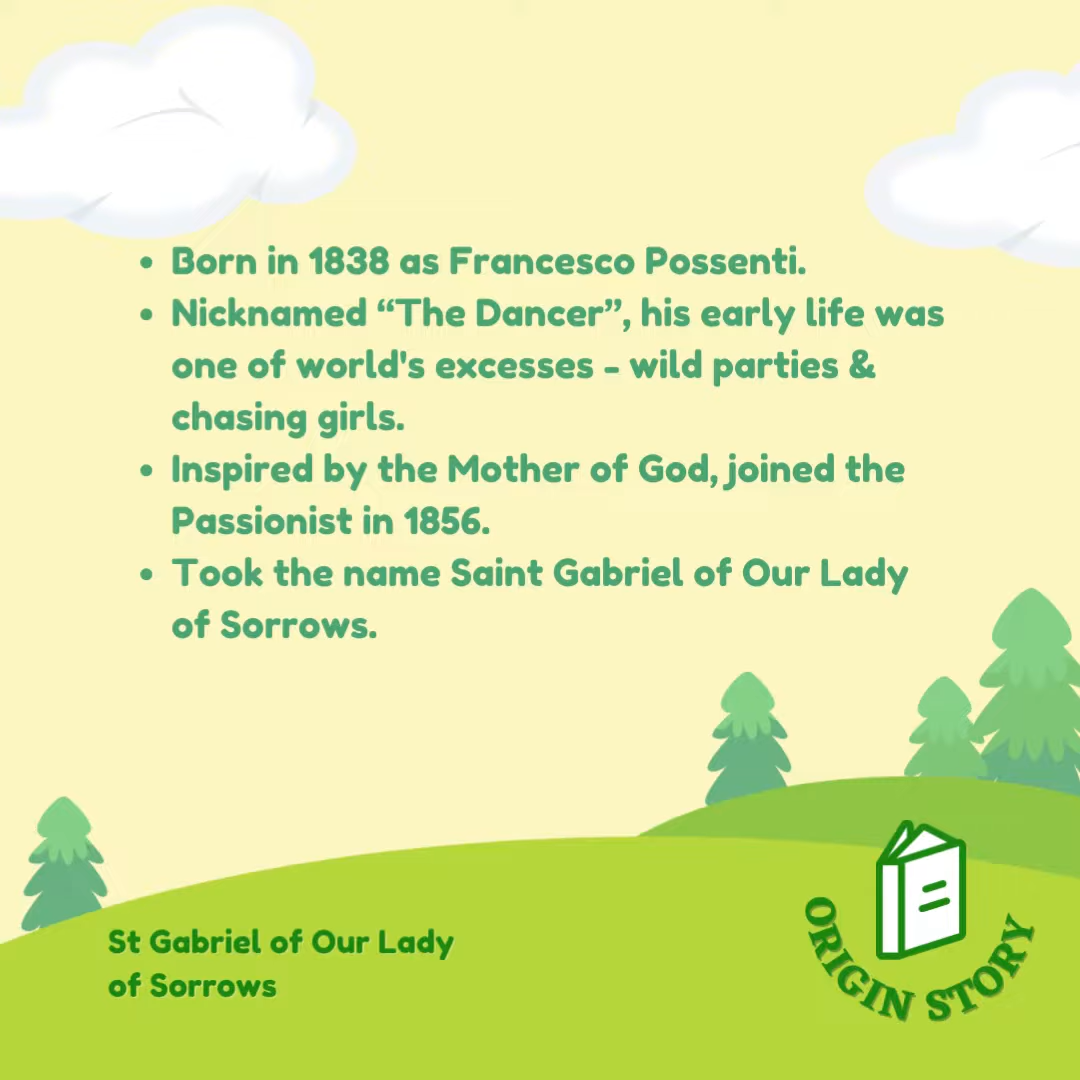 • Born in 1838 as Francesco Possenti.
• Nicknamed “The Dancer”, his early life was
one of world's excesses - wild parties &
chasing girls.
• Inspired by the Mother of God, joined the
Passionist in 1856.
• Took the name Saint Gabriel of Our Lady
of Sorrows.
St Gabriel of Our Lady
of Sorrows
ORIGIN STORY